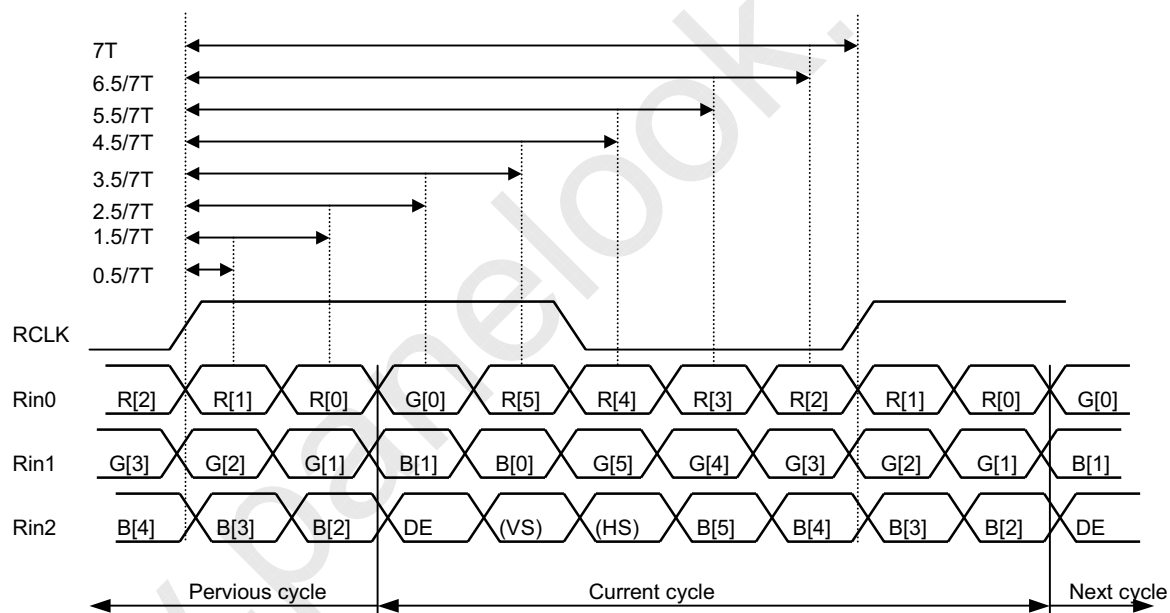 7T
6.5/7T
5.5/7T
4.5/7T
3.5/7T
2.5/7T
1.5/7T
0.5/7T
RCLK
Rin0 R[2] R[1] R[0] G[0] R[5] R[4] R[3] R[2] R[1] R[0] G[0]
Rin1 G[3] G[2] G[1] B[1] B[0] G[5] G[4] G[3] G[2] G[1] B[1]
Rin2 B[4] B[3] B[2] DE (VS) (HS) B[5] B[4] B[3] B[2] DE
Pervious cycle Current cycle Next cycle
panelook.